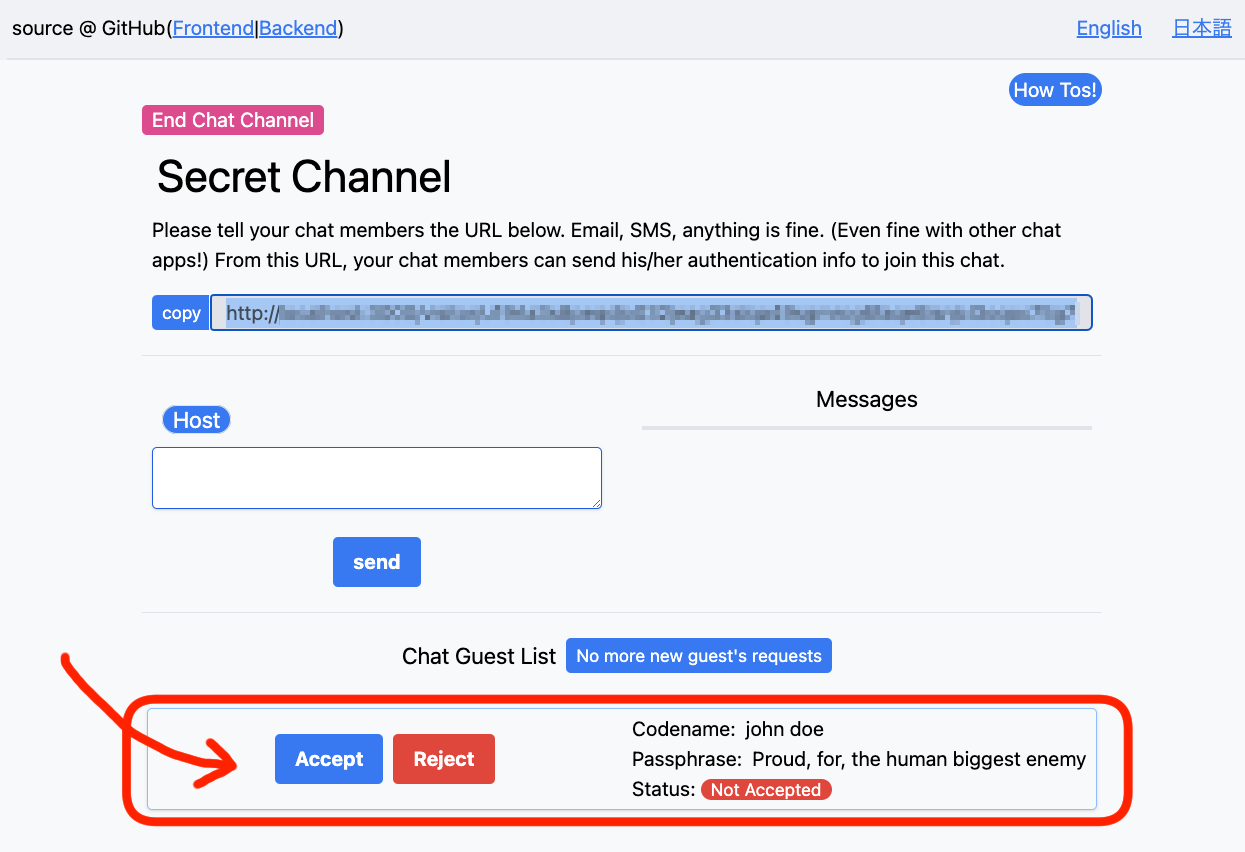 source @ GitHub(Frontend|Backend)
English
日本語
How Tos!
End Chat Channel
Secret Channel
Please tell your chat members the URL below. Email, SMS, anything is fine. (Even fine with other chat
apps!) From this URL, your chat members can send his/her authentication info to join this chat.
copy
http://
Host
Messages
send
Chat Guest List
No more new guest's requests
Accept
Reject
Codename: john doe
Passphrase: Proud, for, the human biggest enemy
Status: Not Accepted